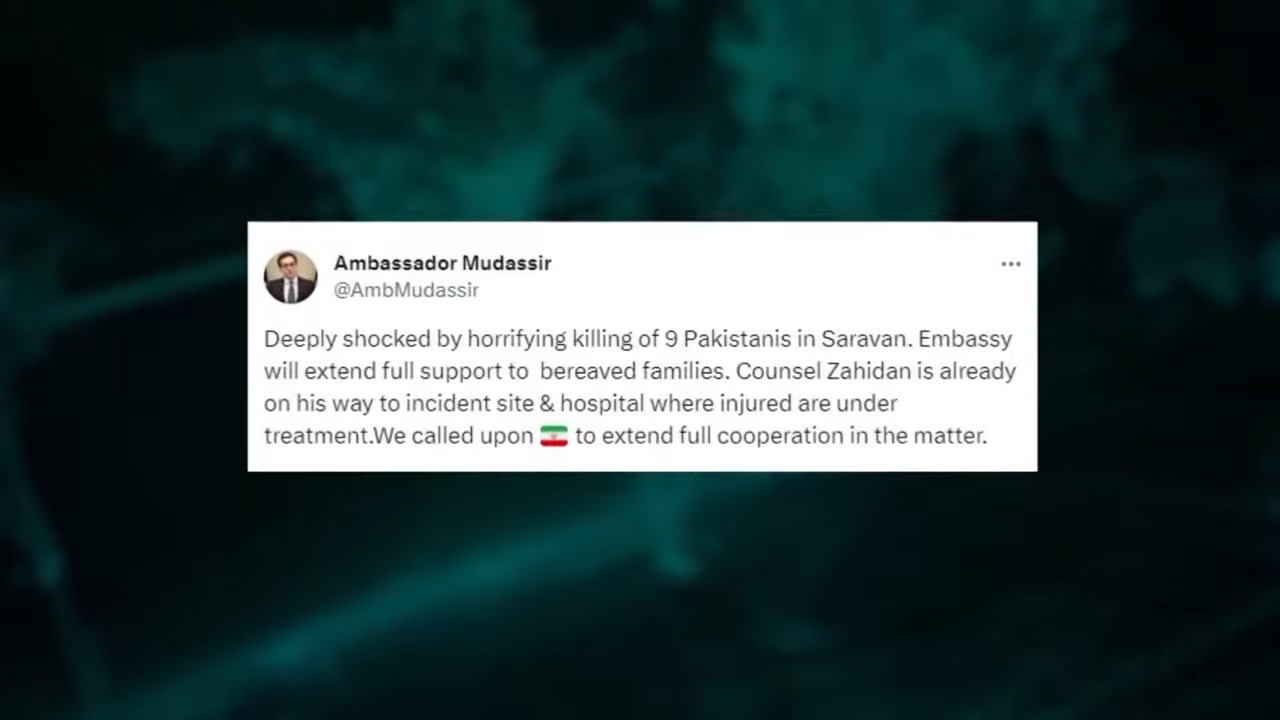 Ambassador Mudassir
@AmbMudassir
Deeply shocked by horrifying killing of 9 Pakistanis in Saravan. Embassy
will extend full support to  bereaved families. Counsel Zahidan is already
on his way to incident site & hospital where injured are under
treatment.We called upon 🇮🇷 to extend full cooperation in the matter.